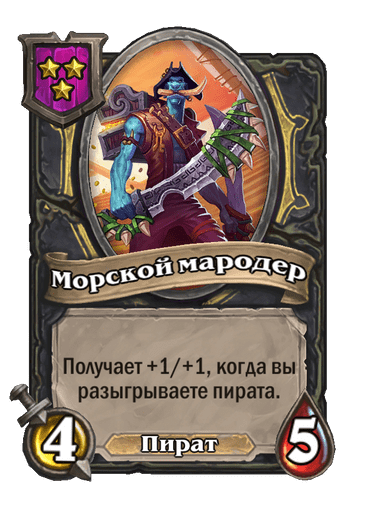 Морской мародер
Получает +1/+1, когда вы
разыгрываете пирата.
4
Пират
5